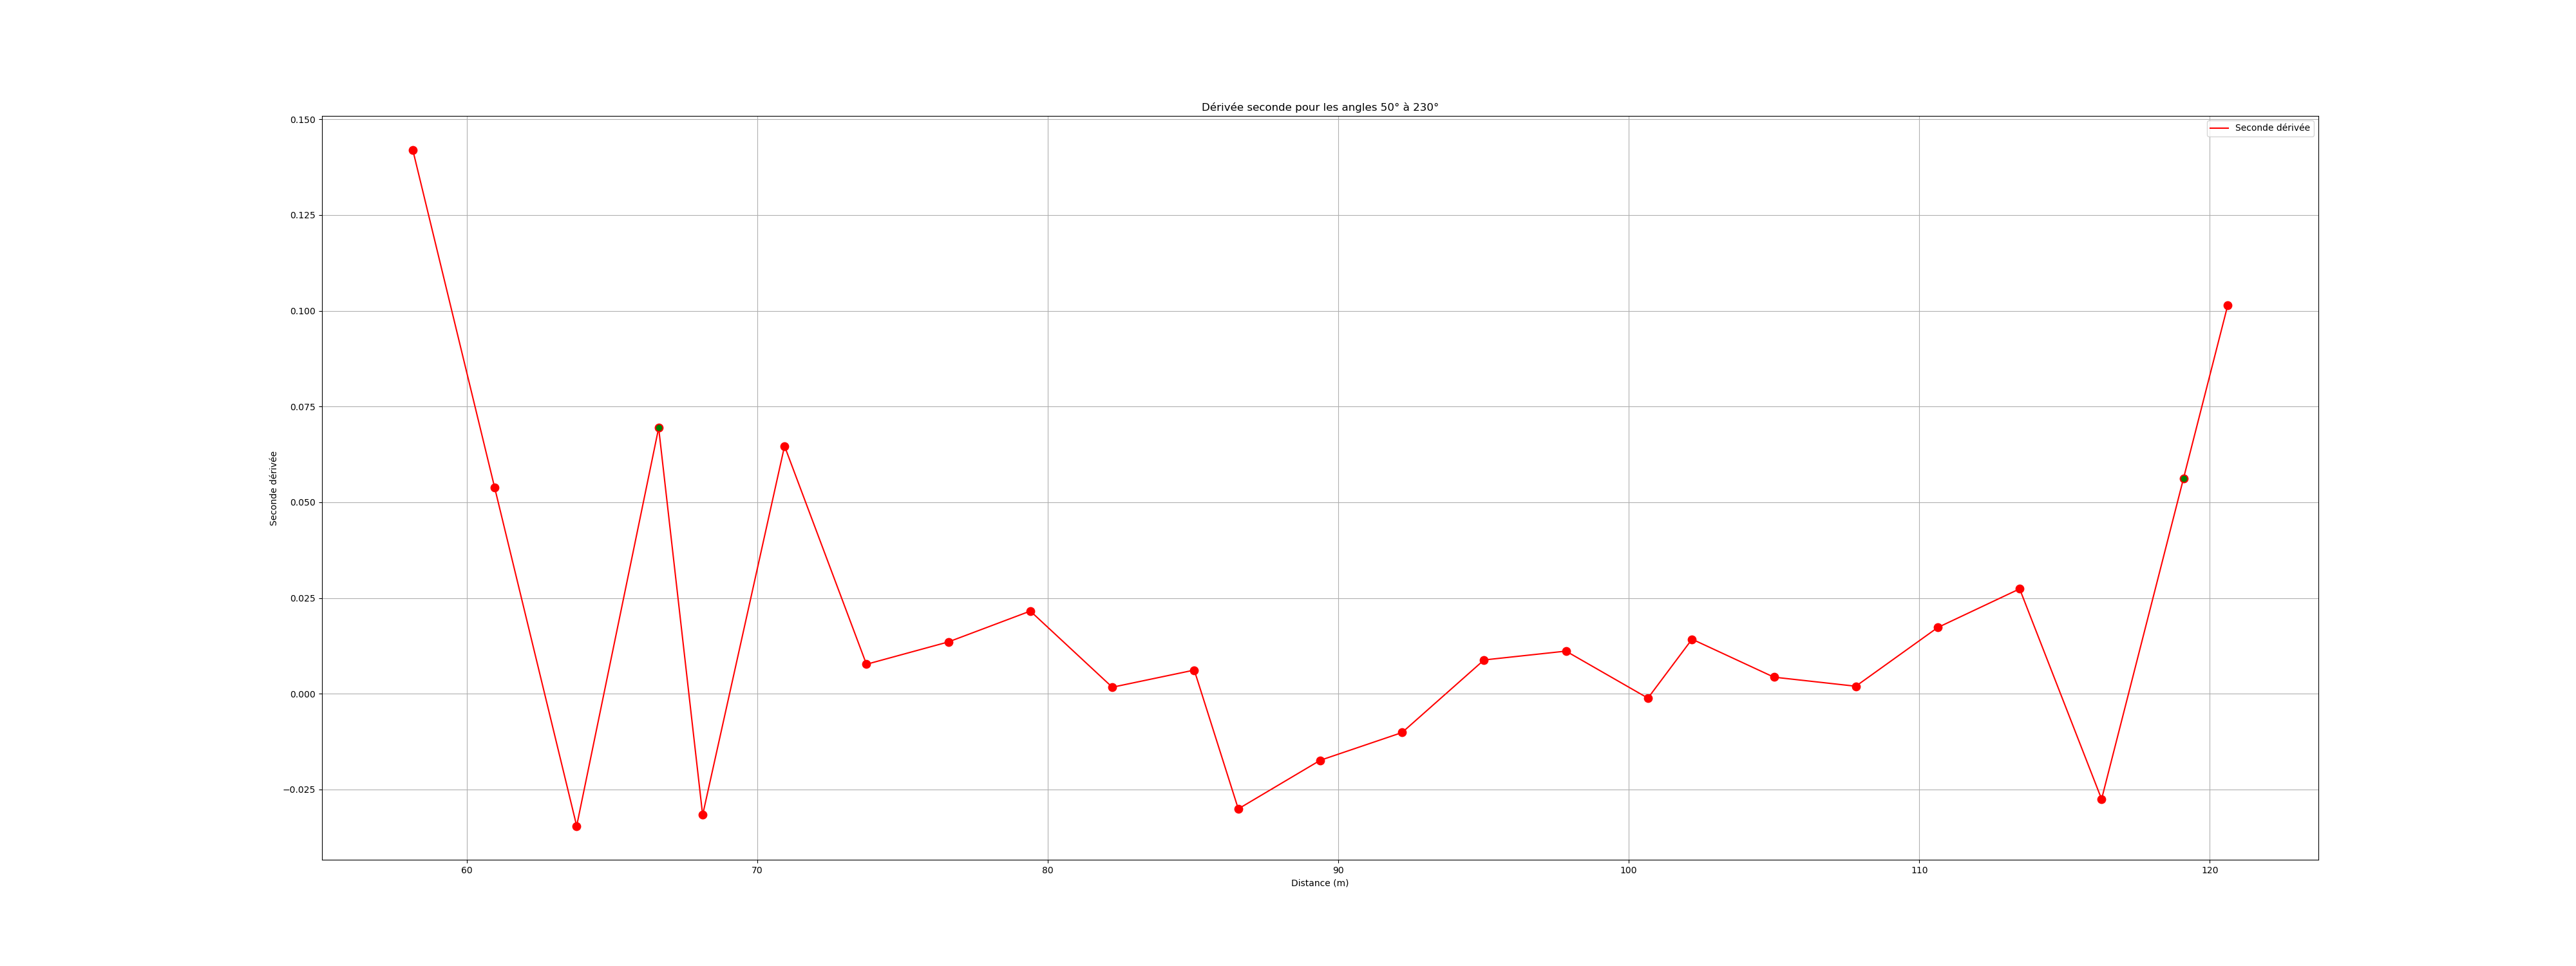 Dérivée seconde pour les angles 50° à 230°
Seconde dérivée
0.150
0.125
0.100
0.075
0.050
0.025
0.000
−0.025
Seconde dérivée
60 70 80 90 100 110 120
Distance (m)